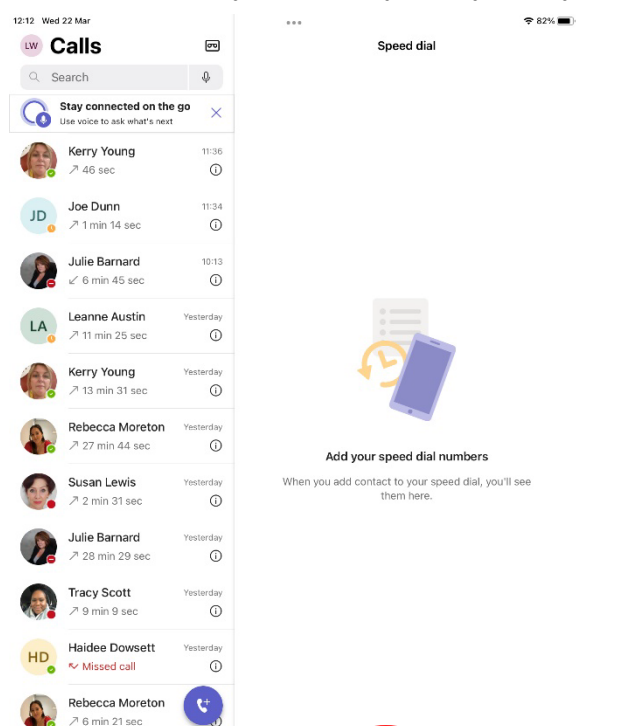 12:12 Wed 22 Mar
82%
LW Calls
Search
Stay connected on the go
Use voice to ask what's next
Kerry Young 11:36
46 sec
JD Joe Dunn 11:34
1 min 14 sec
Julie Barnard 10:13
6 min 45 sec
LA Leanne Austin Yesterday
11 min 25 sec
Kerry Young Yesterday
13 min 31 sec
Rebecca Moreton Yesterday
27 min 44 sec
Susan Lewis Yesterday
2 min 31 sec
Julie Barnard Yesterday
28 min 29 sec
Tracy Scott Yesterday
9 min 9 sec
HD Haidee Dowsett Yesterday
Missed call
Rebecca Moreton
6 min 21 sec
Speed dial
Add your speed dial numbers
When you add contact to your speed dial, you'll see
them here.